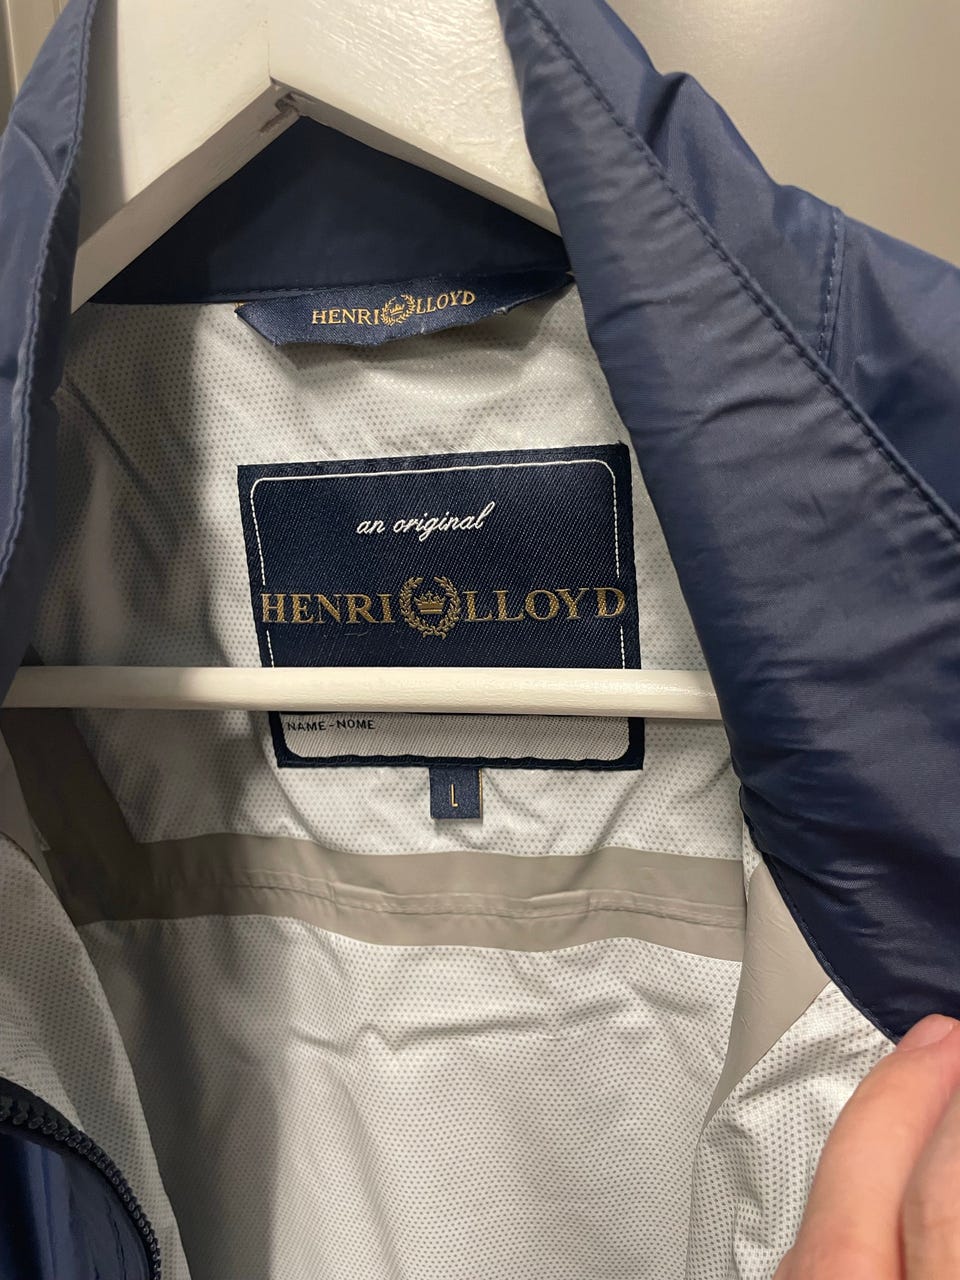 HENRI LLOYD
an original
HENRI LLOYD
NAME-NOME
L